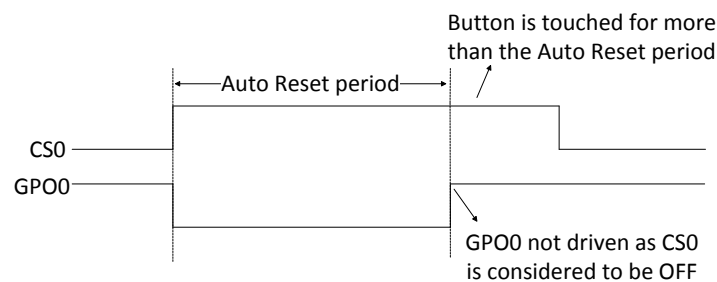 Button is touched for more
than the Auto Reset period
Auto Reset period
CS0
GPO0
GPO0 not driven as CS0
is considered to be OFF